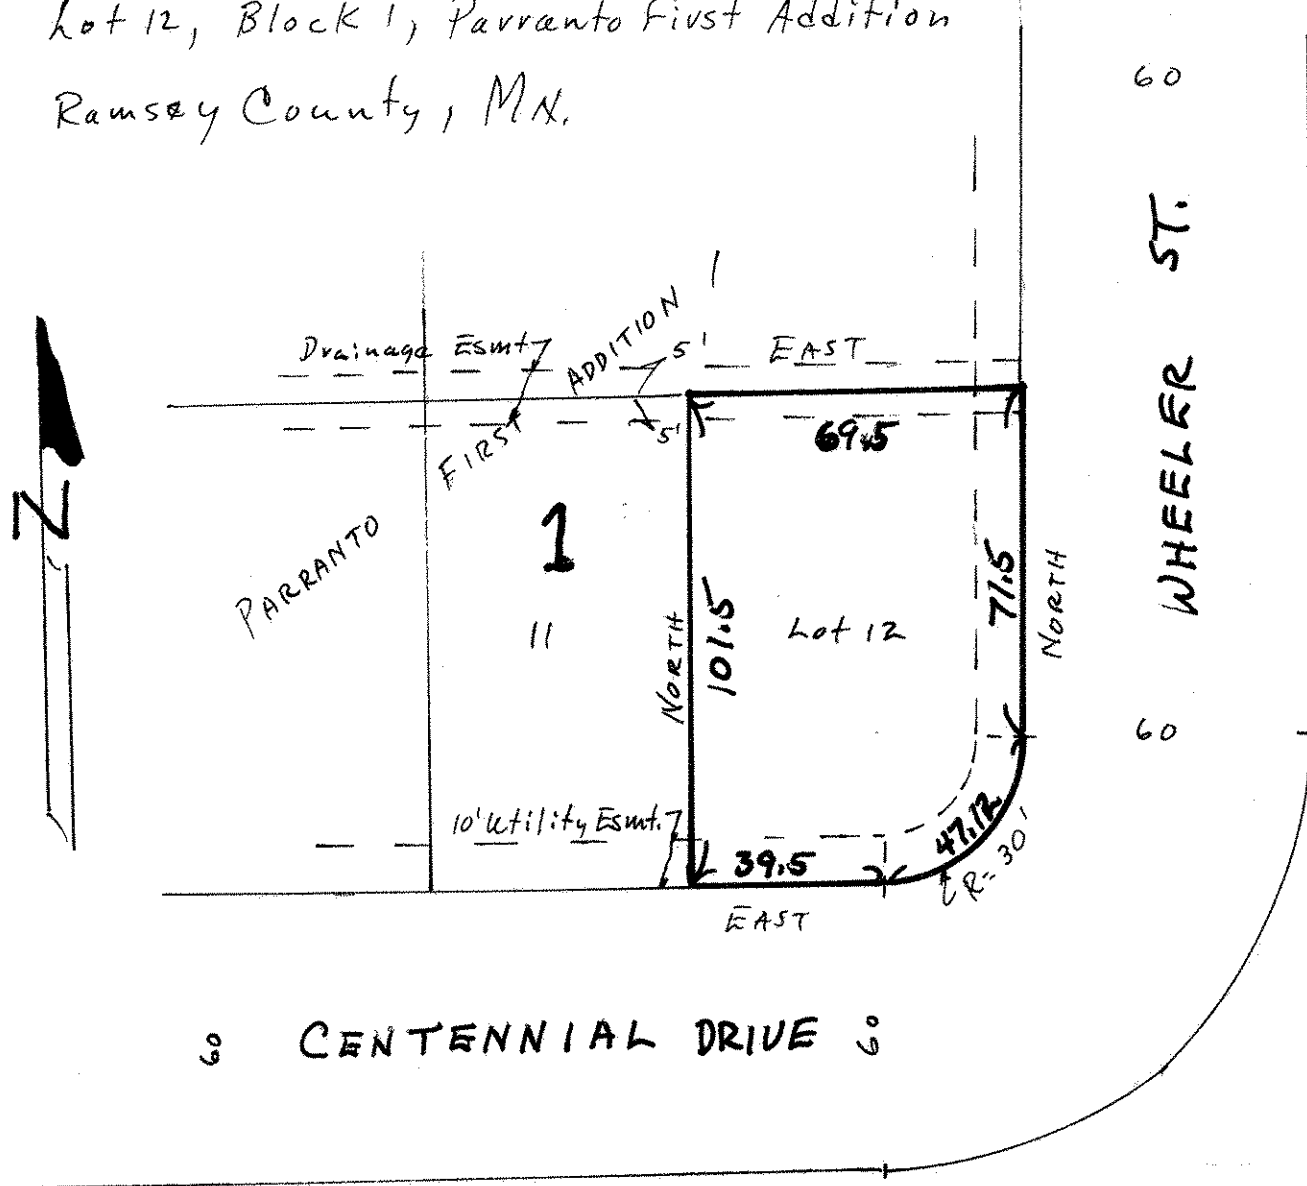 Lot 12, Block 1, Parranto First Addition
Ramsey County, MN.
60
WHEELER ST.
60
Drainage Esmt
5'
EAST
5'
69.5
PARRANTO FIRST ADDITION 1
N
1
11
NORTH
101.5
Lot 12
71.5
NORTH
10' Utility Esmt.
39.5
47.12
R=30'
EAST
60 CENTENNIAL DRIVE 60